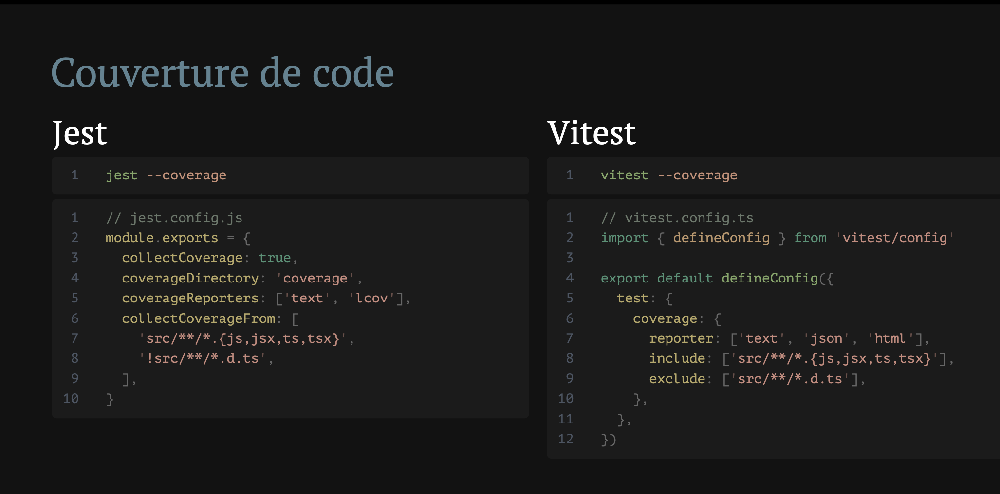 Couverture de code
Jest
1 jest --coverage
1 // jest.config.js
2 module.exports = {
3   collectCoverage: true,
4   coverageDirectory: 'coverage',
5   coverageReporters: ['text', 'lcov'],
6   collectCoverageFrom: [
7     'src/**/*.{js,jsx,ts,tsx}',
8     '!src/**/*.d.ts',
9   ],
10 }
Vitest
1 vitest --coverage
1 // vitest.config.ts
2 import { defineConfig } from 'vitest/config'
3
4 export default defineConfig({
5   test: {
6     coverage: {
7       reporter: ['text', 'json', 'html'],
8       include: ['src/**/*.{js,jsx,ts,tsx}'],
9       exclude: ['src/**/*.d.ts'],
10     },
11   },
12 })